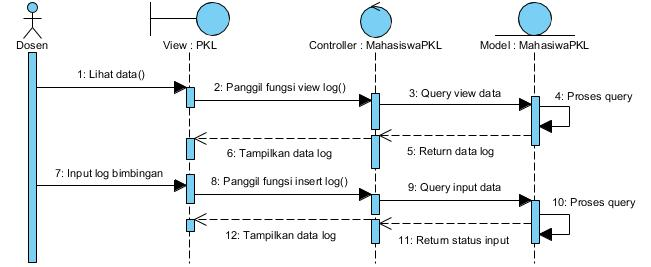 Dosen
View : PKL
Controller : MahasiswaPKL
Model : MahasiwaPKL
1: Lihat data()
2: Panggil fungsi view log()
3: Query view data
4: Proses query
5: Return data log
6: Tampilkan data log
7: Input log bimbingan
8: Panggil fungsi insert log()
9: Query input data
10: Proses query
11: Return status input
12: Tampilkan data log